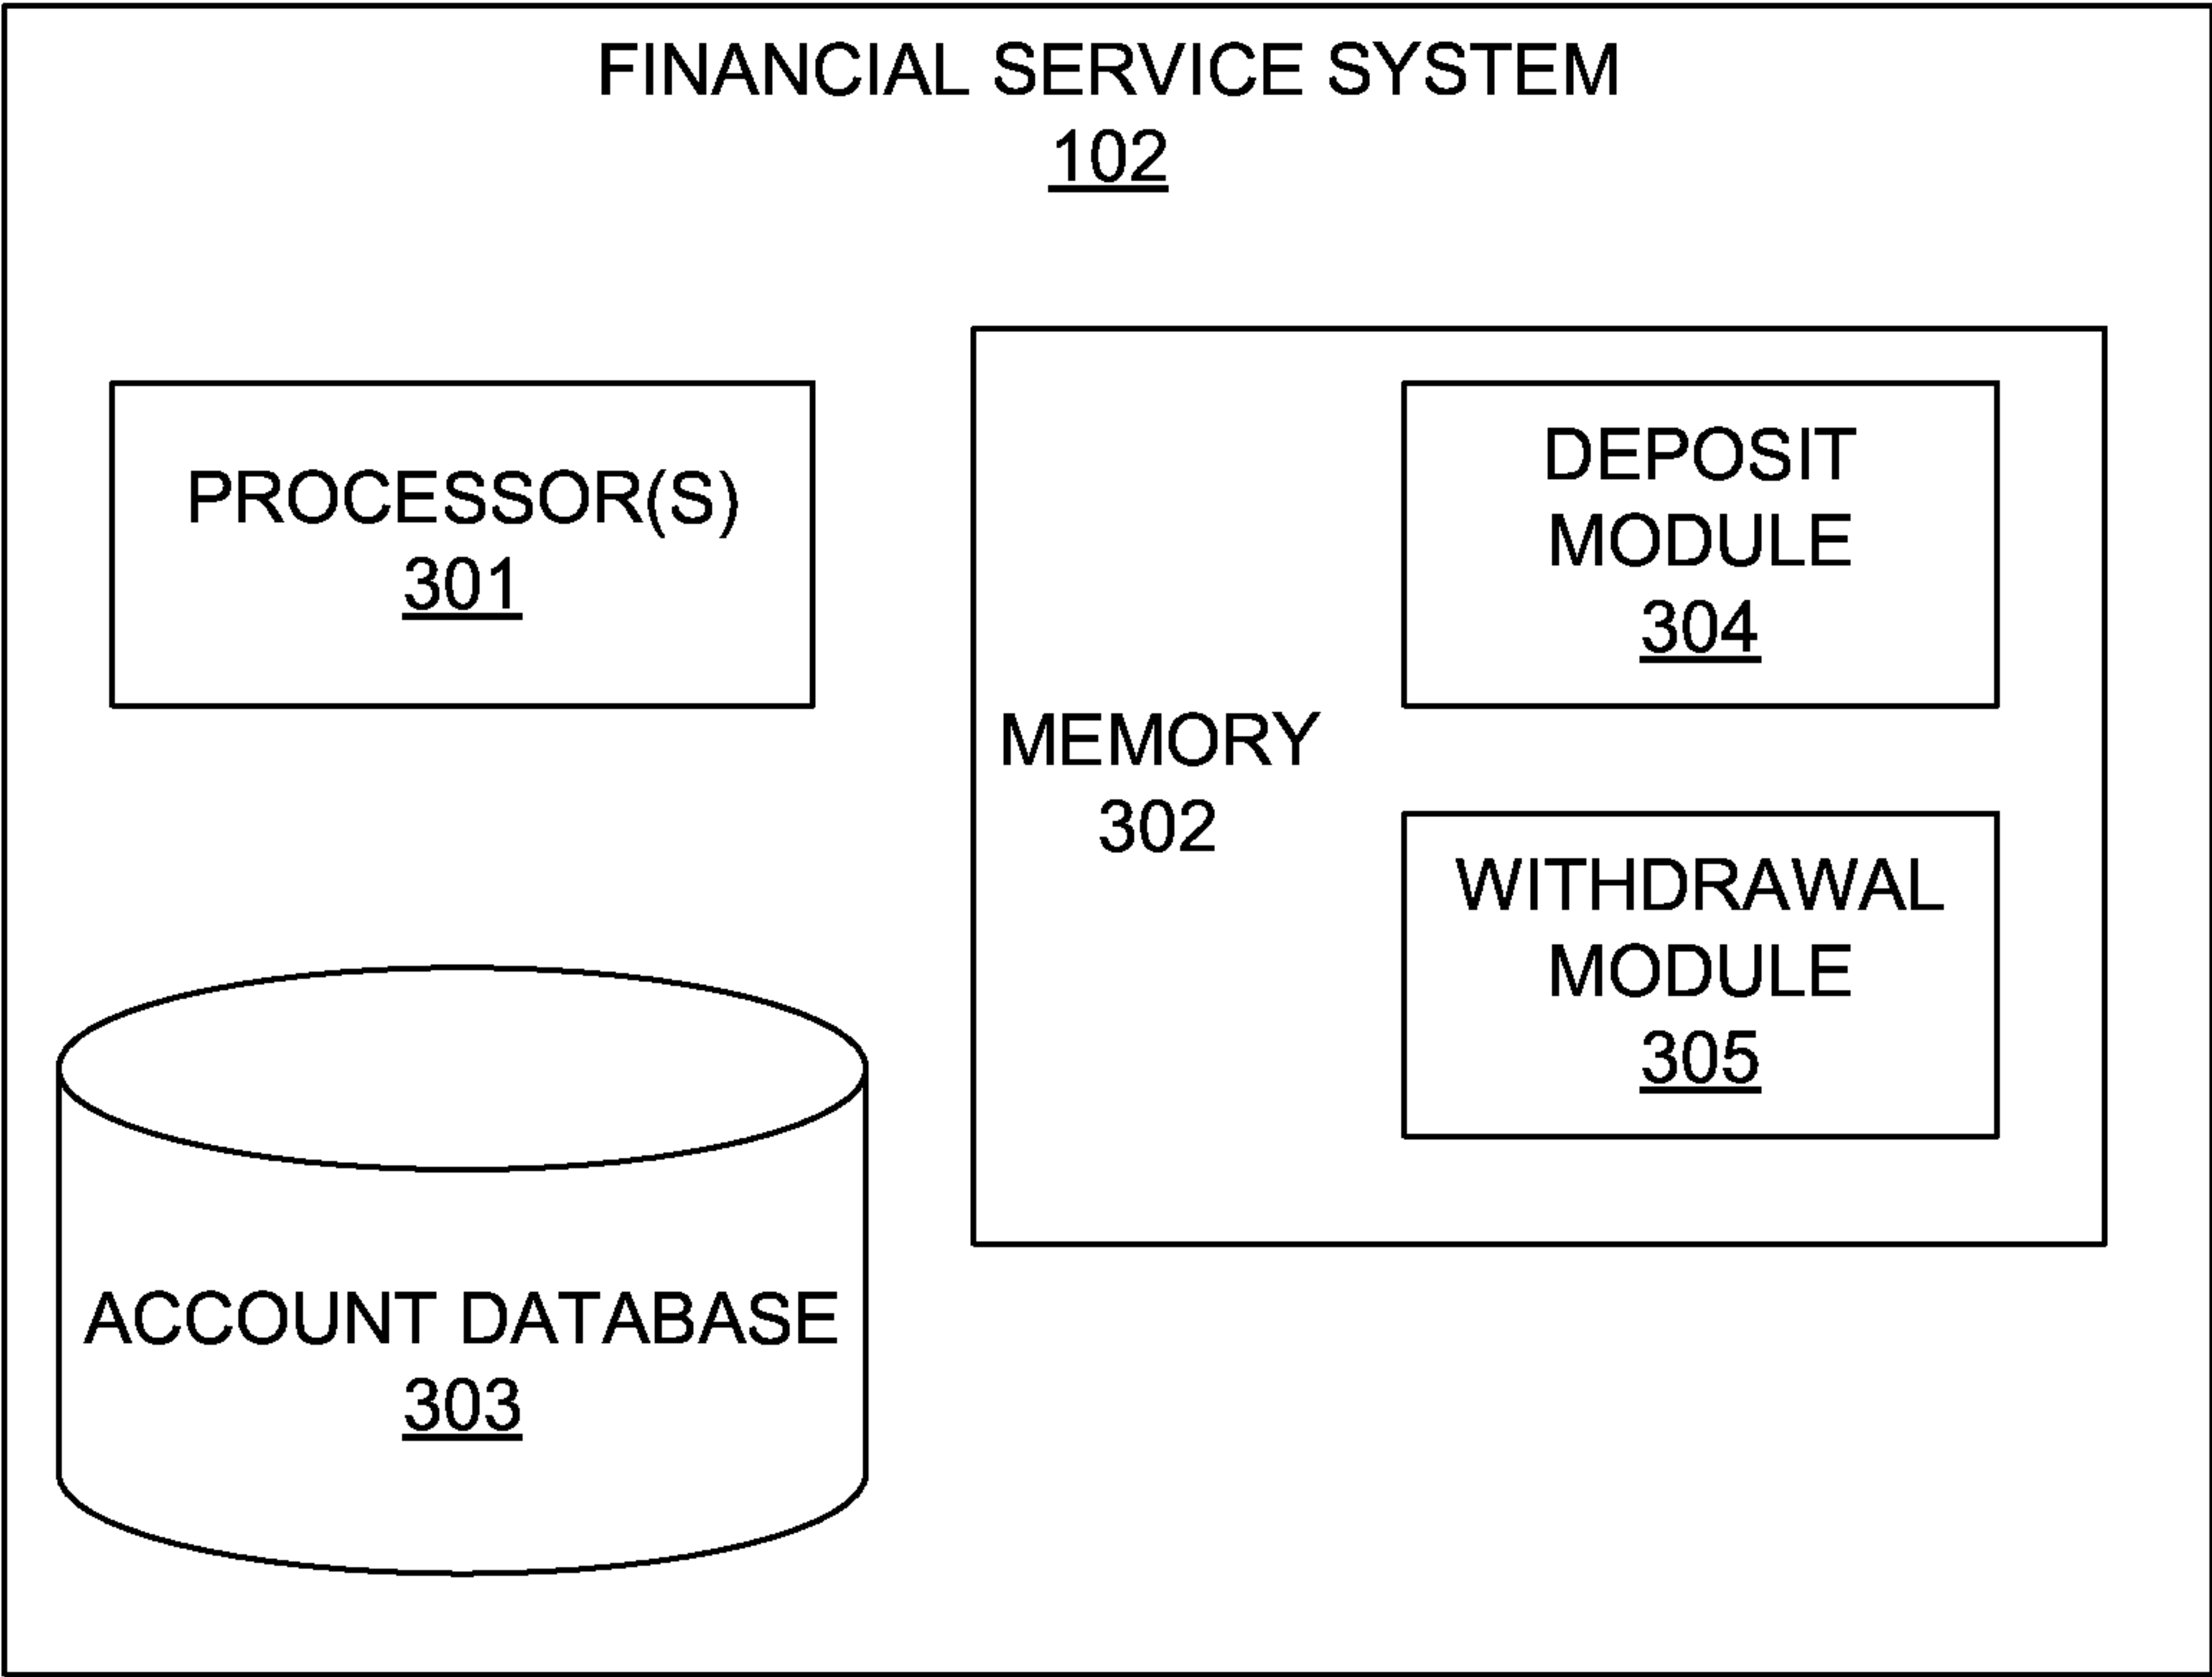 FINANCIAL SERVICE SYSTEM
102
PROCESSOR(S)
301
MEMORY
302
DEPOSIT
MODULE
304
WITHDRAWAL
MODULE
305
ACCOUNT DATABASE
303